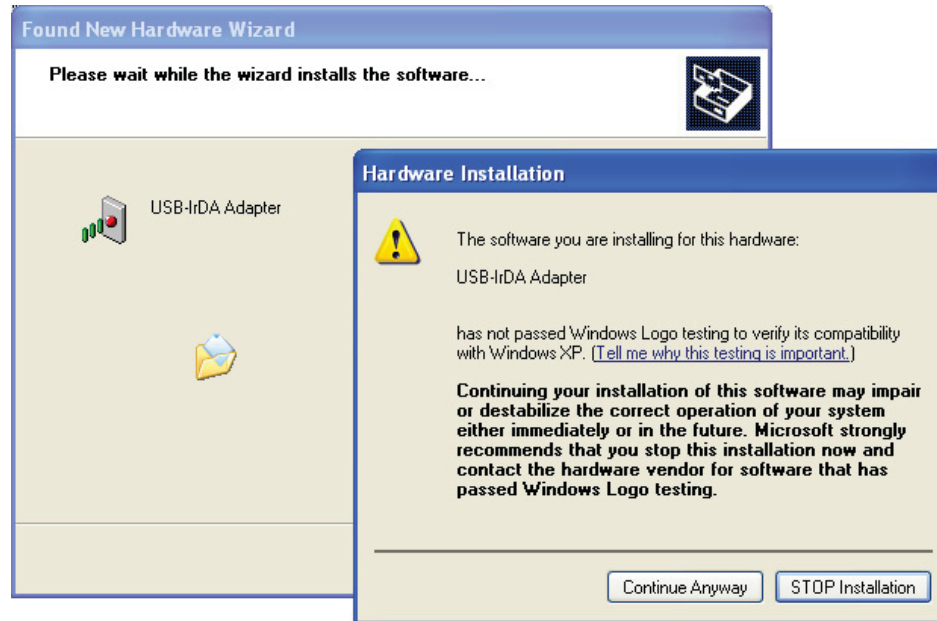 Found New Hardware Wizard
Please wait while the wizard installs the software...
USB-IrDA Adapter
Hardware Installation
The software you are installing for this hardware:
USB-IrDA Adapter
has not passed Windows Logo testing to verify its compatibility
with Windows XP. (Tell me why this testing is important.)
Continuing your installation of this software may impair
or destabilize the correct operation of your system
either immediately or in the future. Microsoft strongly
recommends that you stop this installation now and
contact the hardware vendor for software that has
passed Windows Logo testing.
Continue Anyway
STOP Installation